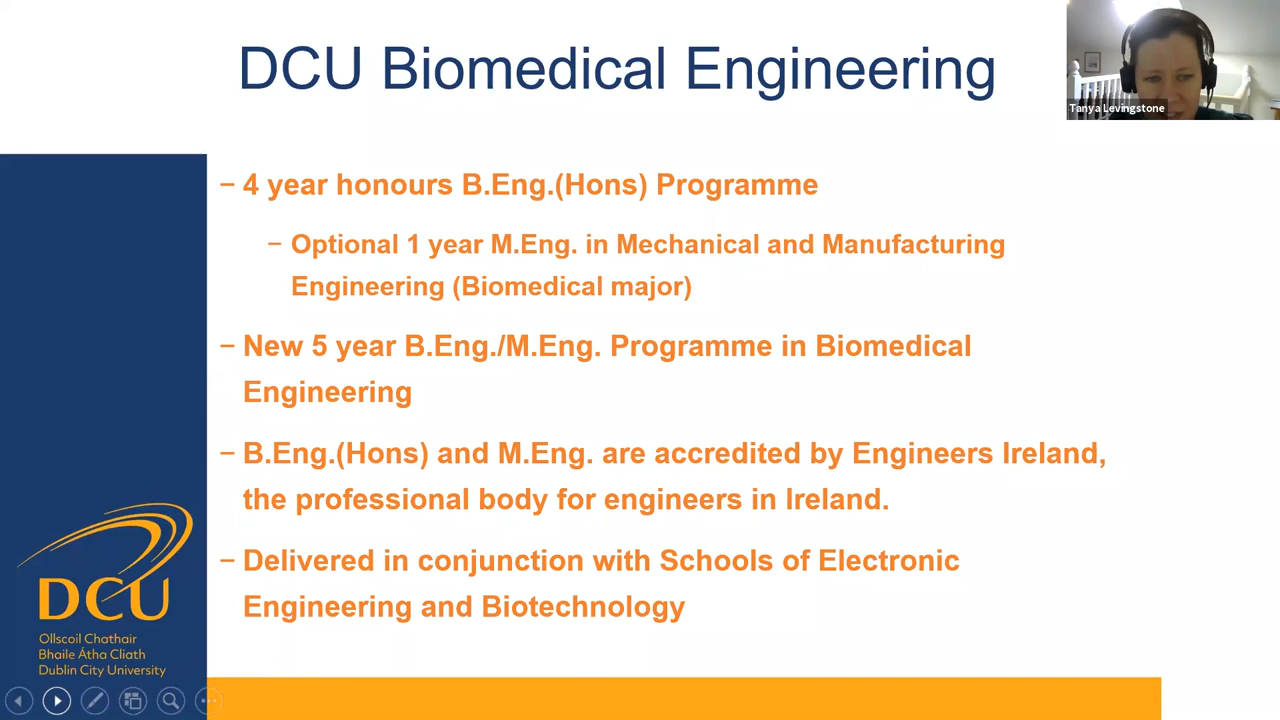 DCU Biomedical Engineering
Tanya Levingstone
− 4 year honours B.Eng.(Hons) Programme
− Optional 1 year M.Eng. in Mechanical and Manufacturing
Engineering (Biomedical major)
− New 5 year B.Eng./M.Eng. Programme in Biomedical
Engineering
− B.Eng.(Hons) and M.Eng. are accredited by Engineers Ireland,
the professional body for engineers in Ireland.
− Delivered in conjunction with Schools of Electronic
Engineering and Biotechnology
DCU
Ollscoil Chathair
Bhaile Átha Cliath
Dublin City University